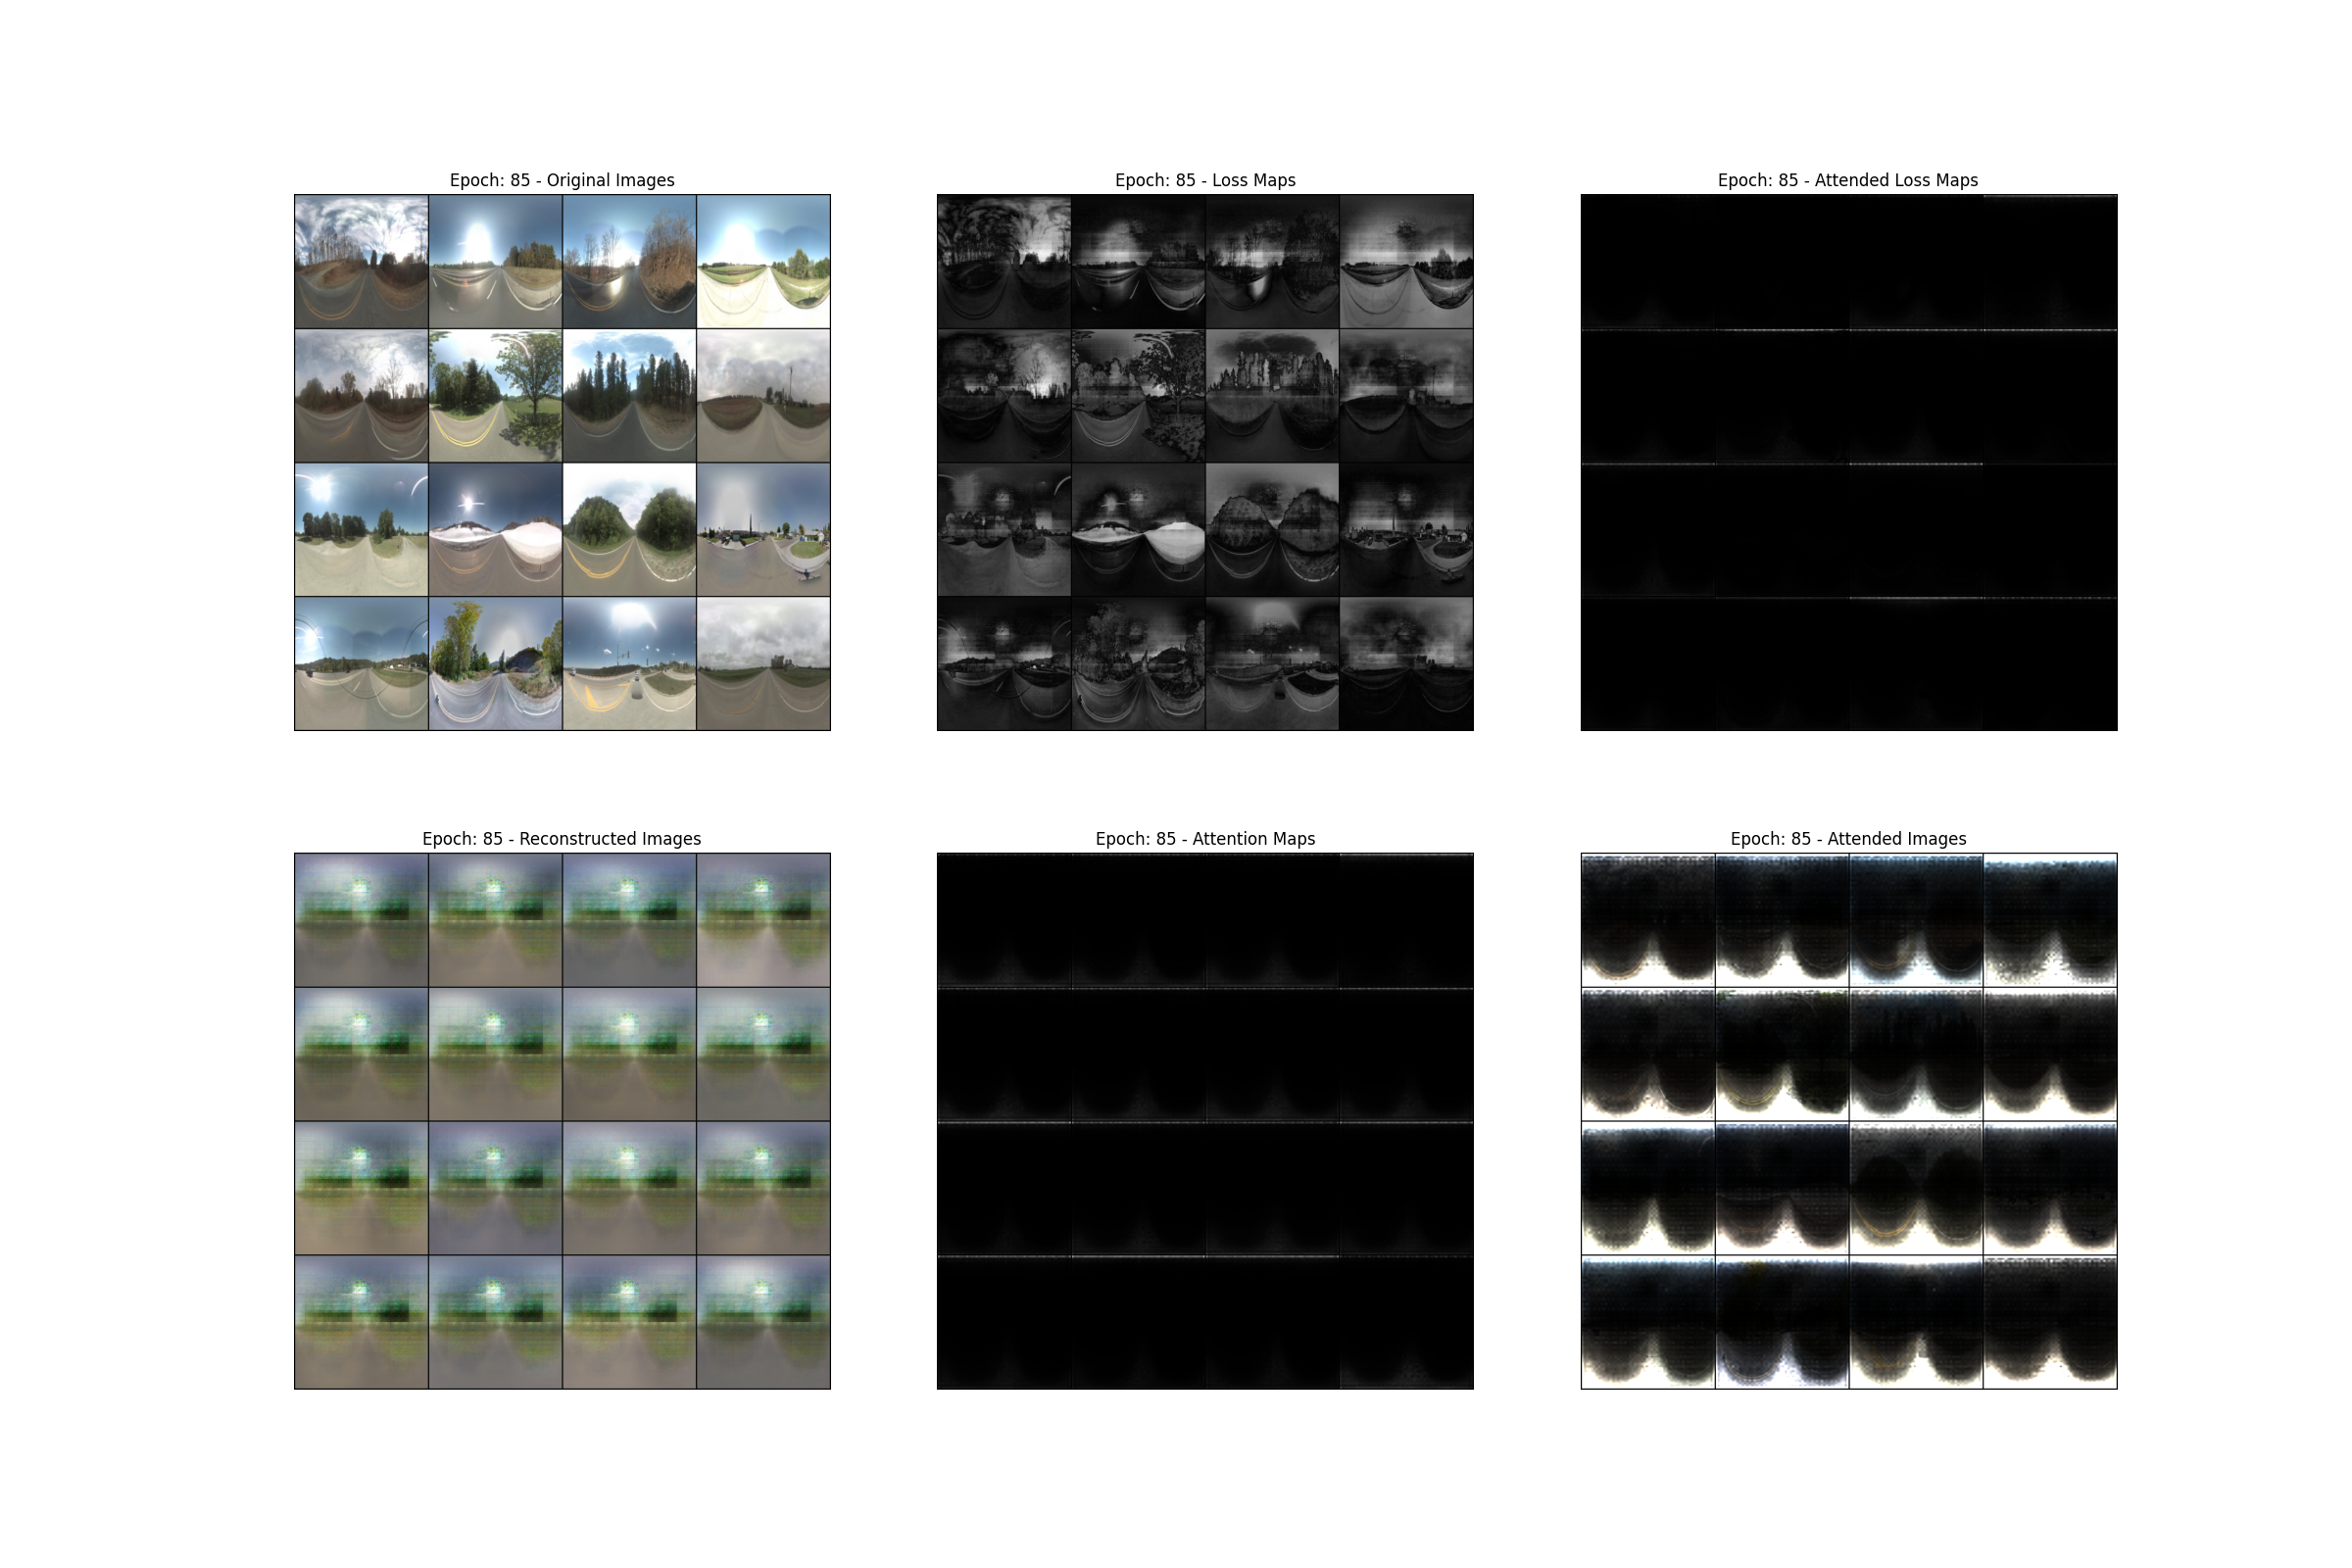 Epoch: 85 - Original Images
Epoch: 85 - Loss Maps
Epoch: 85 - Attended Loss Maps
Epoch: 85 - Reconstructed Images
Epoch: 85 - Attention Maps
Epoch: 85 - Attended Images